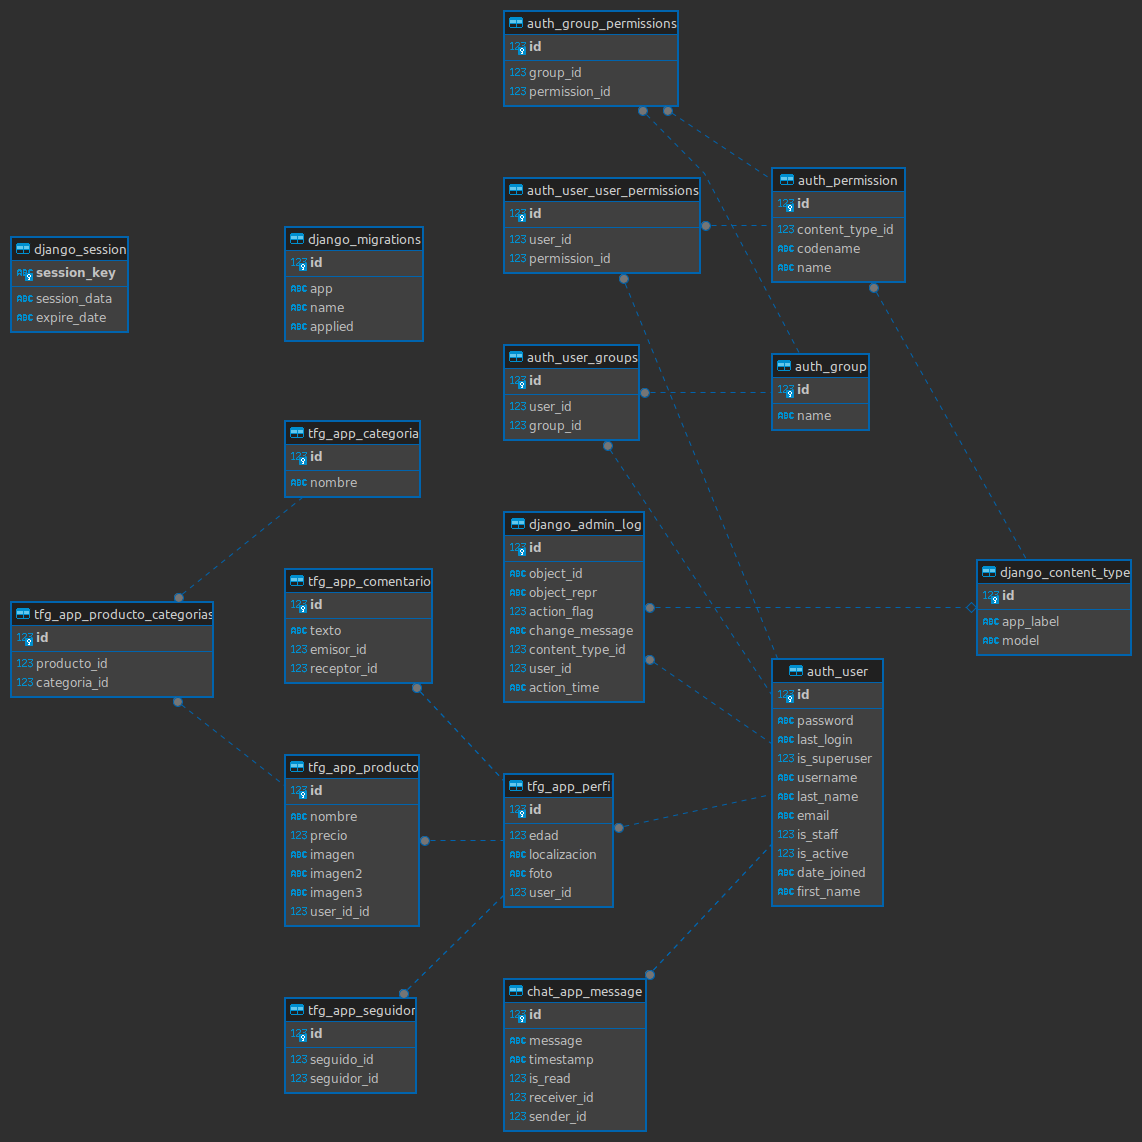 auth_group_permissions
123 id
123 group_id
123 permission_id
auth_user_user_permissions
123 id
123 user_id
123 permission_id
auth_permission
123 id
123 content_type_id
ABC codename
ABC name
django_session
ABC session_key
ABC session_data
ABC expire_date
django_migrations
123 id
ABC app
ABC name
ABC applied
auth_user_groups
123 id
123 user_id
123 group_id
auth_group
123 id
ABC name
tfg_app_categoria
123 id
ABC nombre
django_admin_log
123 id
ABC object_id
ABC object_repr
123 action_flag
ABC change_message
123 content_type_id
123 user_id
ABC action_time
django_content_type
123 id
ABC app_label
ABC model
tfg_app_comentario
123 id
ABC texto
123 emisor_id
123 receptor_id
tfg_app_producto_categorias
123 id
123 producto_id
123 categoria_id
auth_user
123 id
ABC password
ABC last_login
123 is_superuser
ABC username
ABC last_name
ABC email
123 is_staff
123 is_active
ABC date_joined
ABC first_name
tfg_app_producto
123 id
ABC nombre
123 precio
ABC imagen
ABC imagen2
ABC imagen3
123 user_id_id
tfg_app_perfi
123 id
123 edad
ABC localizacion
ABC foto
123 user_id
tfg_app_seguidor
123 id
123 seguido_id
123 seguidor_id
chat_app_message
123 id
ABC message
ABC timestamp
123 is_read
123 receiver_id
123 sender_id